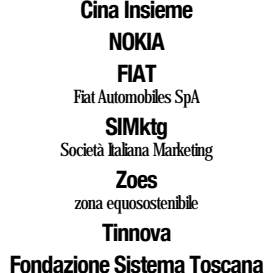 Cina Insieme
NOKIA
FIAT
Fiat Automobiles SpA
SIMktg
Società Italiana Marketing
Zoes
zona equosostenibile
Tinnova
Fondazione Sistema Toscana